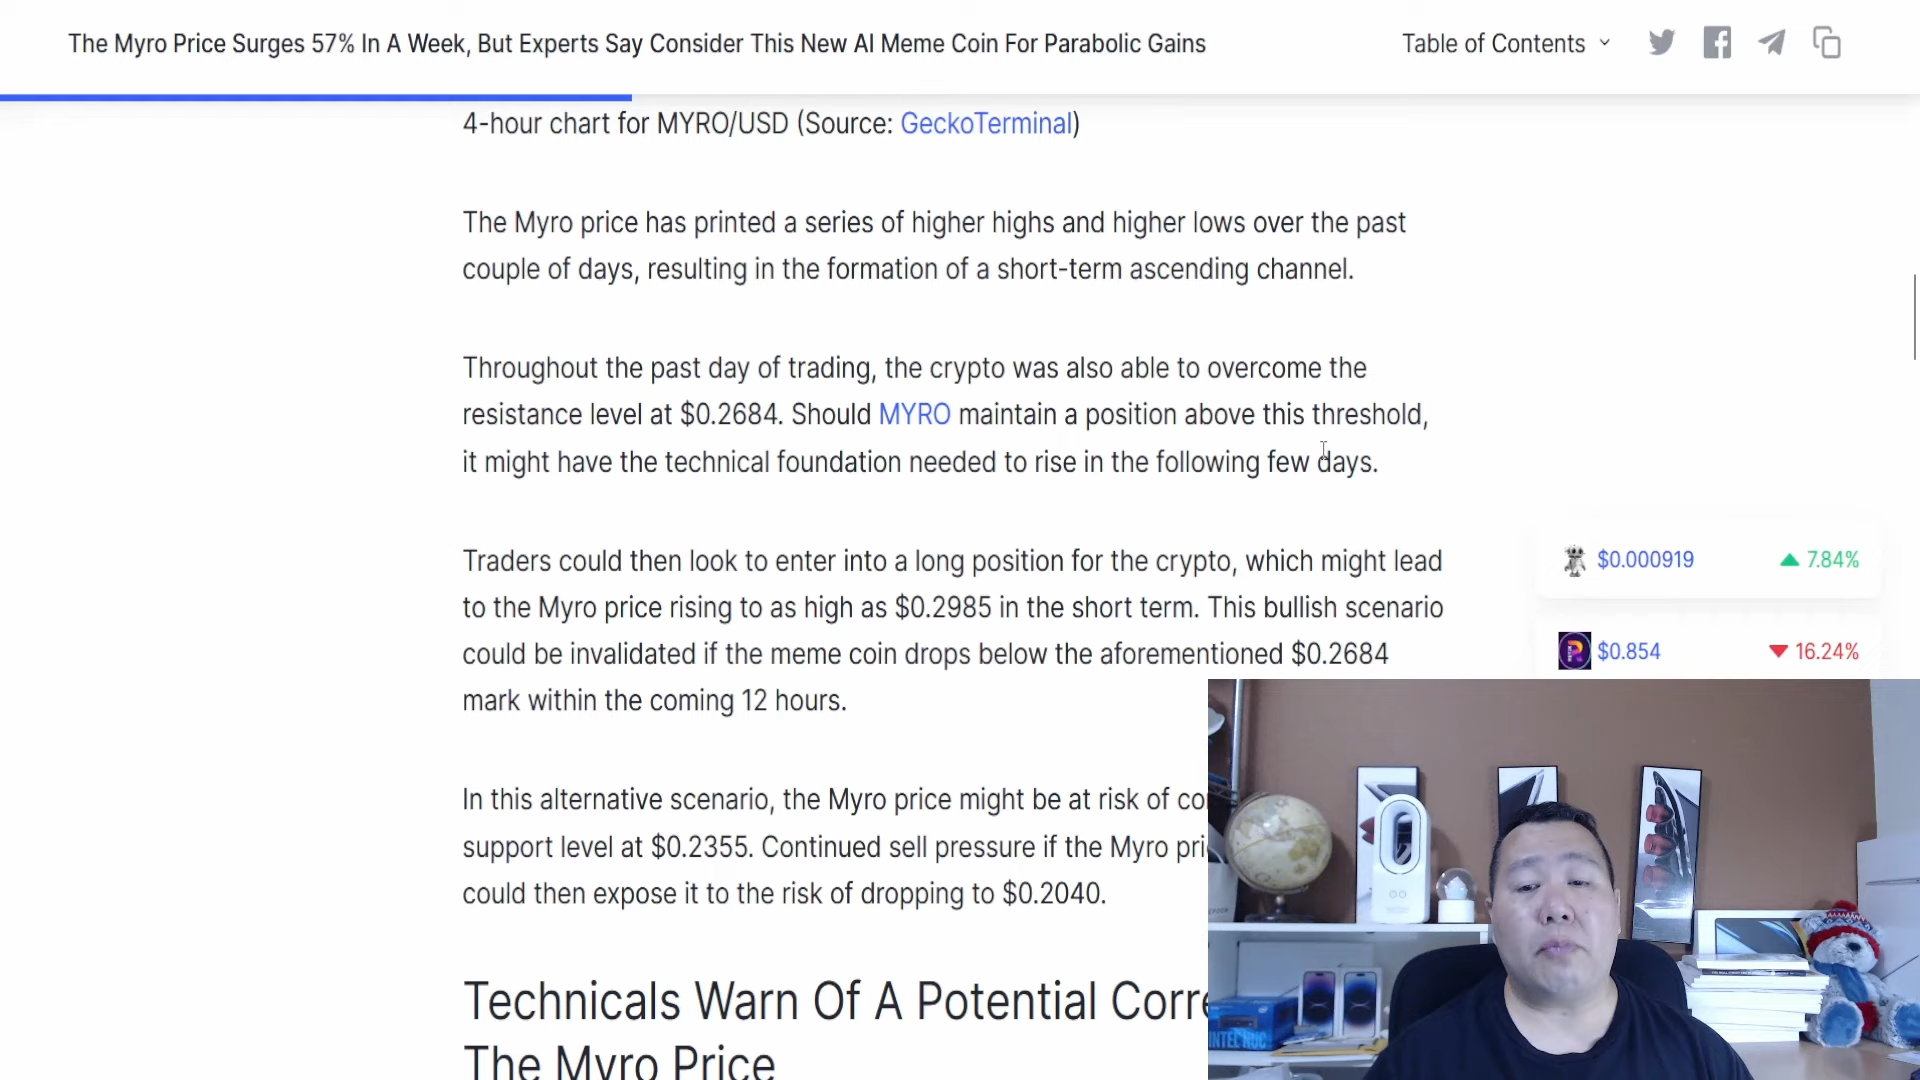 The Myro Price Surges 57% In A Week, But Experts Say Consider This New AI Meme Coin For Parabolic Gains
Table of Contents
4-hour chart for MYRO/USD (Source: GeckoTerminal)
The Myro price has printed a series of higher highs and higher lows over the past
couple of days, resulting in the formation of a short-term ascending channel.
Throughout the past day of trading, the crypto was also able to overcome the
resistance level at $0.2684. Should MYRO maintain a position above this threshold,
it might have the technical foundation needed to rise in the following few days.
Traders could then look to enter into a long position for the crypto, which might lead
to the Myro price rising to as high as $0.2985 in the short term. This bullish scenario
could be invalidated if the meme coin drops below the aforementioned $0.2684
mark within the coming 12 hours.
$0.000919 7.84%
$0.854 16.24%
In this alternative scenario, the Myro price might be at risk of co
support level at $0.2355. Continued sell pressure if the Myro pri
could then expose it to the risk of dropping to $0.2040.
Technicals Warn Of A Potential Corre
The Myro Price
INTEL NUC